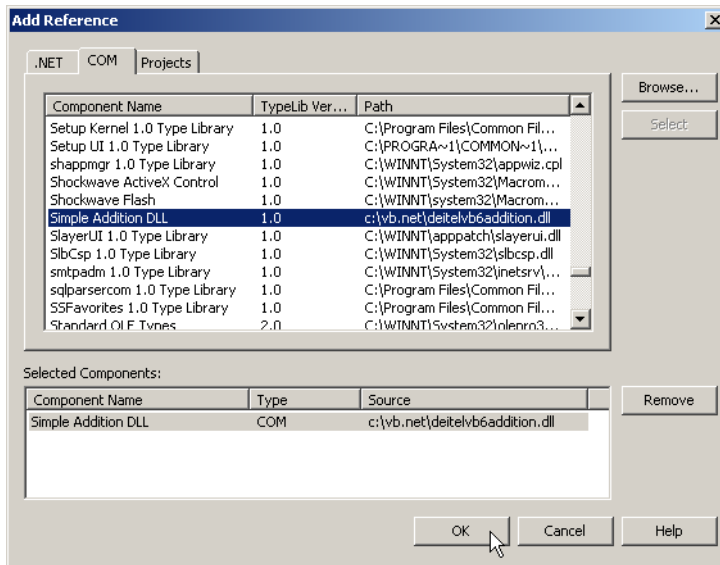 Add Reference
.NET COM Projects
Browse...
Select
Component Name TypeLib Ver... Path
Setup Kernel 1.0 Type Library 1.0 C:\Program Files\Common Fil...
Setup UI 1.0 Type Library 1.0 C:\PROGRA~1\COMMON~1\...
shappmgr 1.0 Type Library 1.0 C:\WINNT\System32\appwiz.cpl
Shockwave ActiveX Control 1.0 C:\WINNT\System32\Macrom...
Shockwave Flash 1.0 C:\WINNT\system32\Macrom...
Simple Addition DLL 1.0 c:\vb.net\deitelvb6addition.dll
SlayerUI 1.0 Type Library 1.0 C:\WINNT\apppatch\slayerui.dll
SlbCsp 1.0 Type Library 1.0 C:\WINNT\System32\slbcsp.dll
smtpadm 1.0 Type Library 1.0 C:\WINNT\System32\inetsrv\...
sqlparsercom 1.0 Type Library 1.0 C:\Program Files\Common Fil...
SSFavorites 1.0 Type Library 1.0 C:\Program Files\Common Fil...
Standard OLE Types 2.0 C:\WINNT\System32\olepro3...
Selected Components:
Component Name Type Source
Remove
Simple Addition DLL COM c:\vb.net\deitelvb6addition.dll
OK Cancel Help